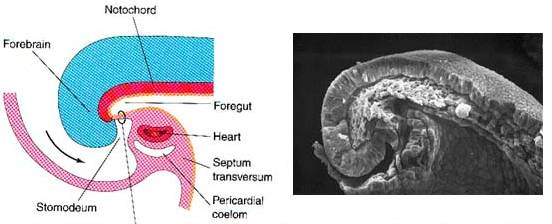 Notochord
Forebrain
Foregut
Heart
Septum
transversum
Pericardial
coelom
Stomodeum